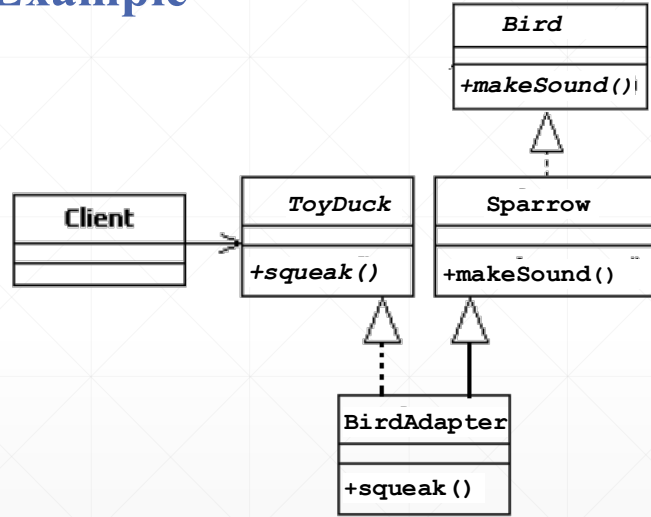 Example
Bird
+makeSound()
Client
ToyDuck
+squeak()
Sparrow
+makeSound()
BirdAdapter
+squeak()